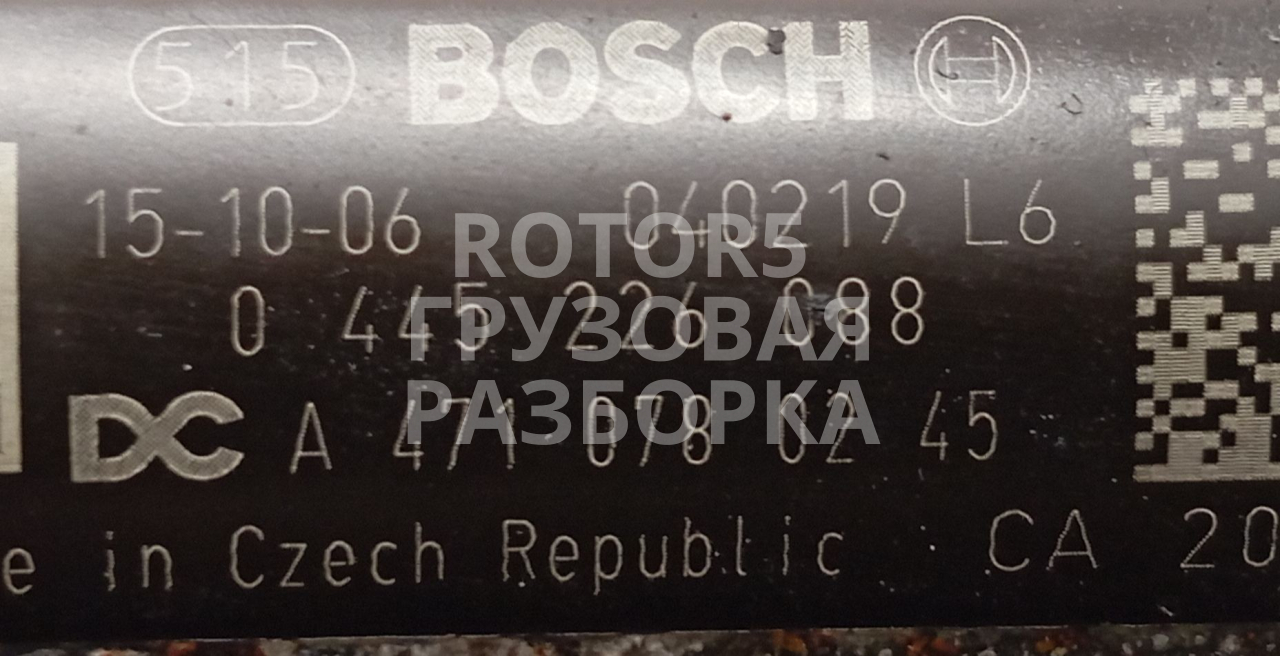 515 BOSCH
15-10-06 040219 L6
ROTOR5
0 445 226 088
ГРУЗОВАЯ
DC A 471 078 02 45
РАЗБОРКА
e in Czech Republic CA 20